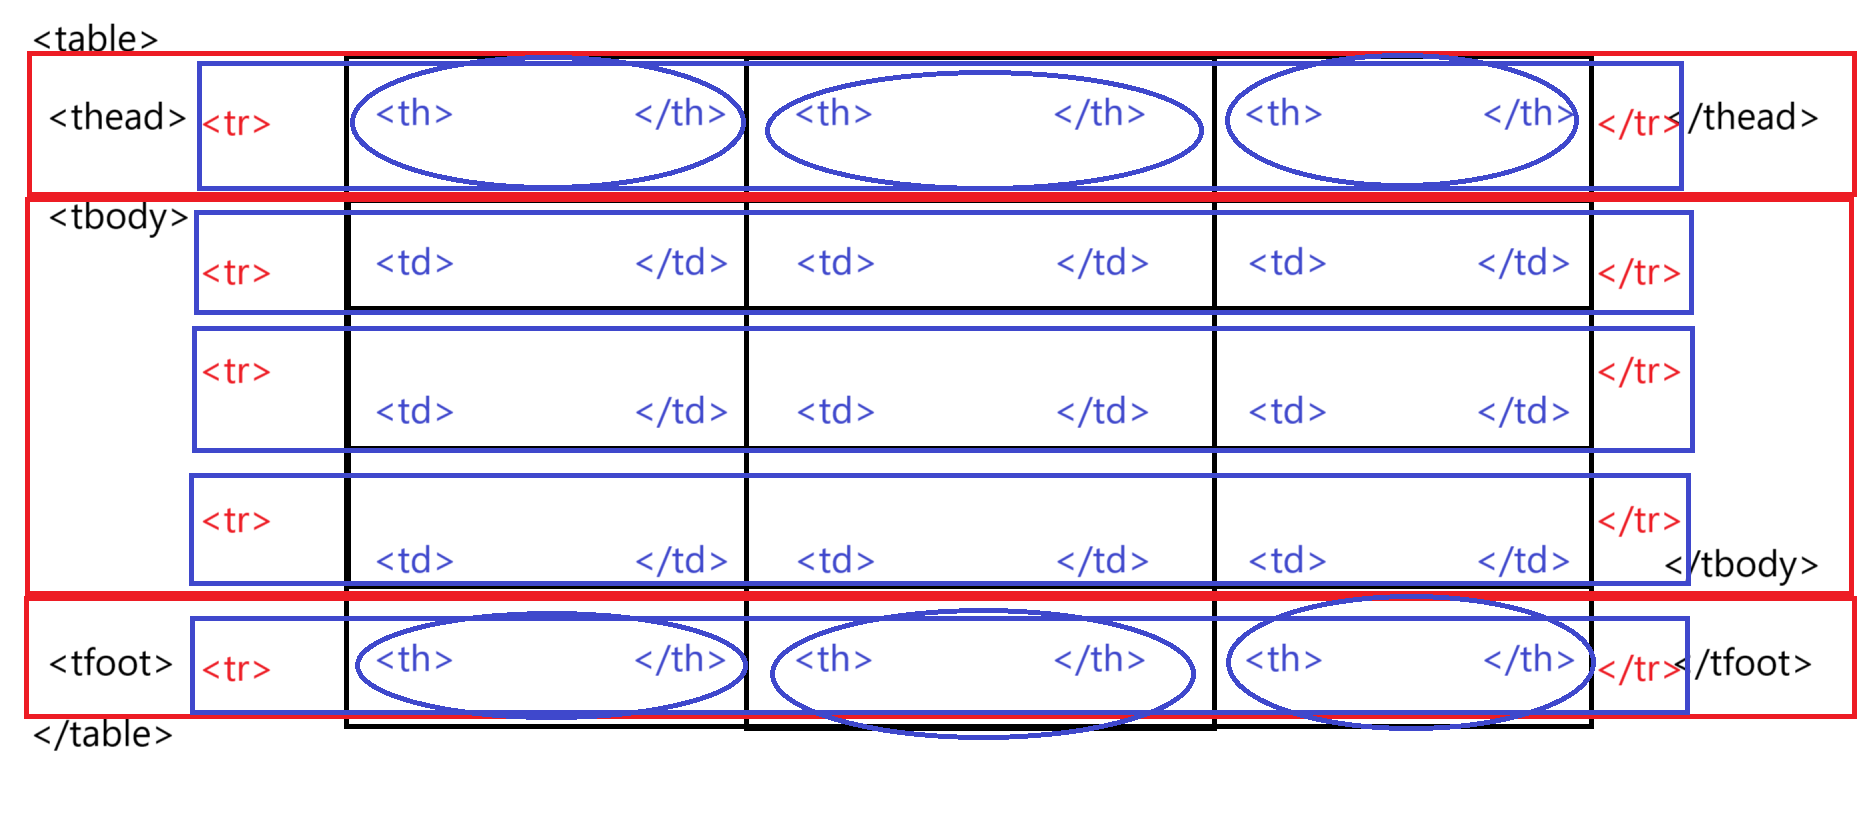 <table>
<thead> <tr> <th> </th> <th> </th> <th> </th> </tr> </thead>
<tbody>
<tr> <td> </td> <td> </td> <td> </td> </tr>
<tr> <td> </td> <td> </td> <td> </td> </tr>
<tr> <td> </td> <td> </td> <td> </td> </tr>
</tbody>
<tfoot> <tr> <th> </th> <th> </th> <th> </th> </tr> </tfoot>
</table>